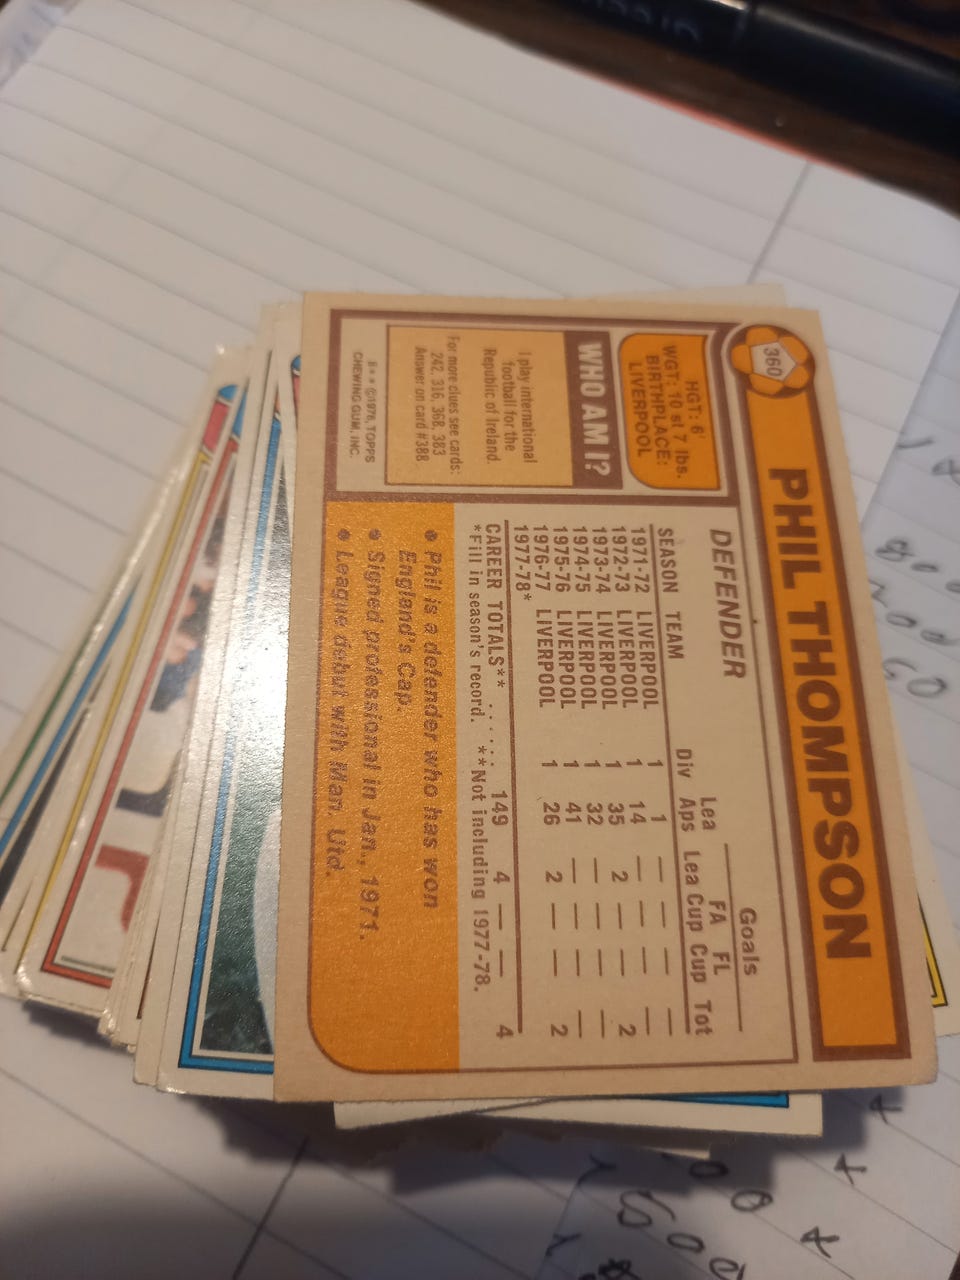 360
PHIL THOMPSON
HGT: 6'
WGT: 10 st 7 lbs.
BIRTHPLACE:
LIVERPOOL
WHO AM I?
I play international
football for the
Republic of Ireland.
For more clues see cards:
242, 316, 368, 383
Answer on card #388
©1978, TOPPS
CHEWING GUM, INC.
DEFENDER
Goals
Lea FA FL
SEASON TEAM Div Aps Lea Cup Cup Tot
1971-72 LIVERPOOL 1 1 — — — —
1972-73 LIVERPOOL 1 14 — — — —
1973-74 LIVERPOOL 1 35 2 — — 2
1974-75 LIVERPOOL 1 32 — — — —
1975-76 LIVERPOOL 1 41 — — — —
1976-77 LIVERPOOL 1 26 2 — — 2
1977-78*
CAREER TOTALS** ...... 149 4 — — 4
*Fill in season's record. **Not including 1977-78.
• Phil is a defender who has won
England's Cap.
• Signed professional in Jan., 1971.
• League debut with Man. Utd.